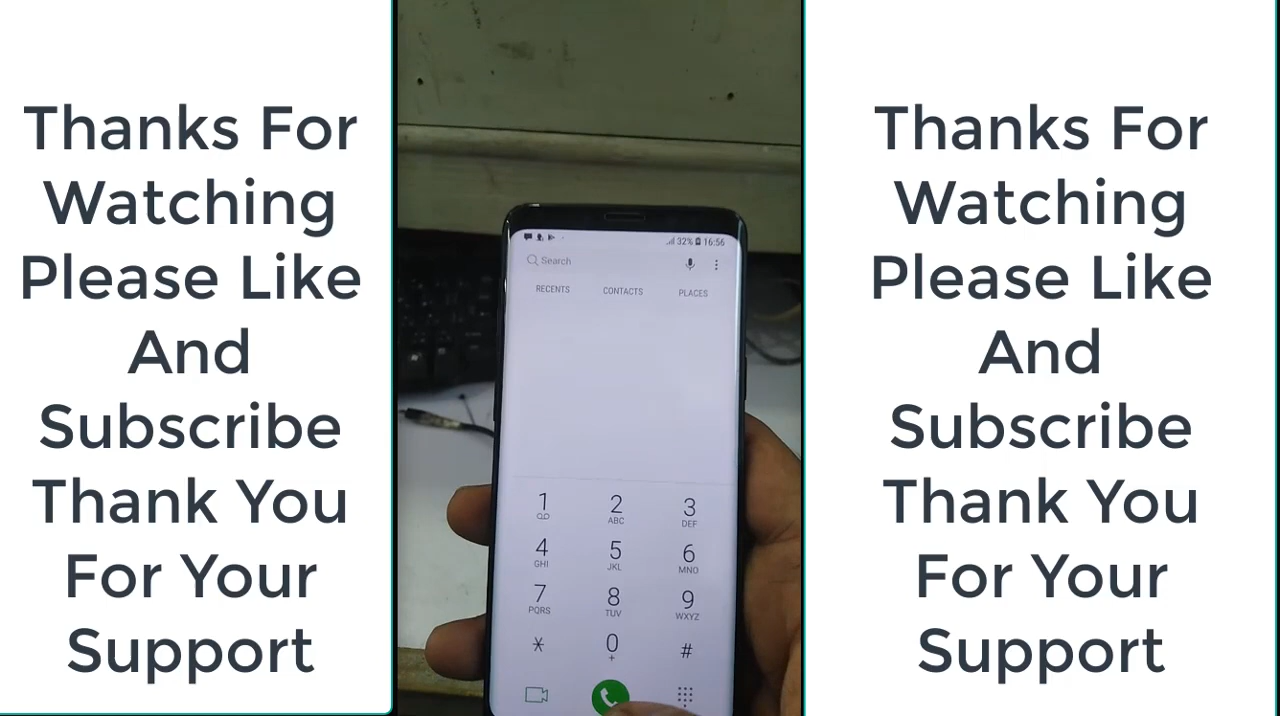 Thanks For
Watching
Please Like
And
Subscribe
Thank You
For Your
Support
32% 16:56
Search
RECENTS CONTACTS PLACES
1 2 3
ABC DEF
4 5 6
GHI JKL MNO
7 8 9
PQRS TUV WXYZ
* 0 #
+
Thanks For
Watching
Please Like
And
Subscribe
Thank You
For Your
Support